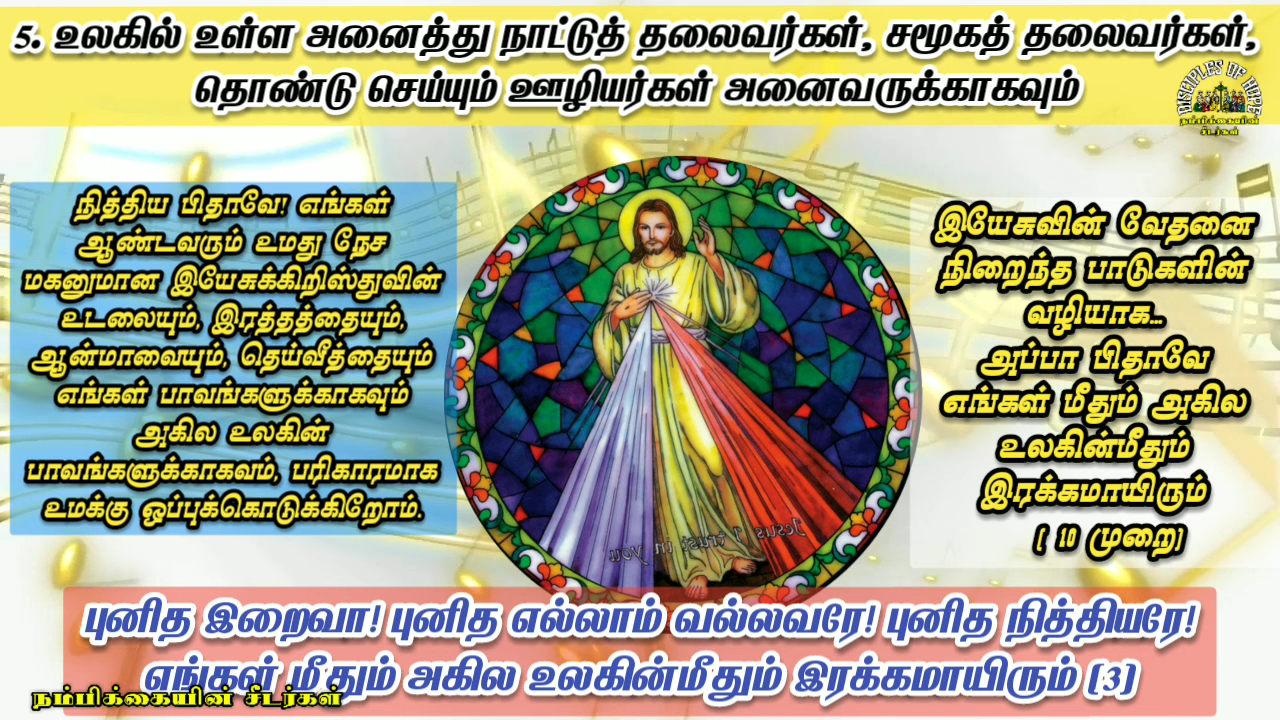 5. உலகில் உள்ள அனைத்து நாட்டுத் தலைவர்கள், சமூகத் தலைவர்கள்,
தொண்டு செய்யும் ஊழியர்கள் அனைவருக்காகவும்
DISCIPLES OF HOPE
நம்பிக்கையின்
சீடர்கள்
நித்திய பிதாவே! எங்கள்
ஆண்டவரும் உமது நேச
மகனுமான இயேசுக்கிறிஸ்துவின்
உடலையும், இரத்தத்தையும்,
ஆன்மாவையும், தெய்வீத்தையும்
எங்கள் பாவங்களுக்காகவும்
அகில உலகின்
பாவங்களுக்காகவம், பரிகாரமாக
உமக்கு ஒப்புக்கொடுக்கிறோம்.
இயேசுவின் வேதனை
நிறைந்த பாடுகளின்
வழியாக...
அப்பா பிதாவே
எங்கள் மீதும் அகில
உலகின்மீதும்
இரக்கமாயிரும்
( 10 முறை)
Jesus I trust in you
புனித இறைவா! புனித எல்லாம் வல்லவரே! புனித நித்தியரே!
எங்கள் மீதும் அகில உலகின்மீதும் இரக்கமாயிரும் (3)
நம்பிக்கையின் சீடர்கள்